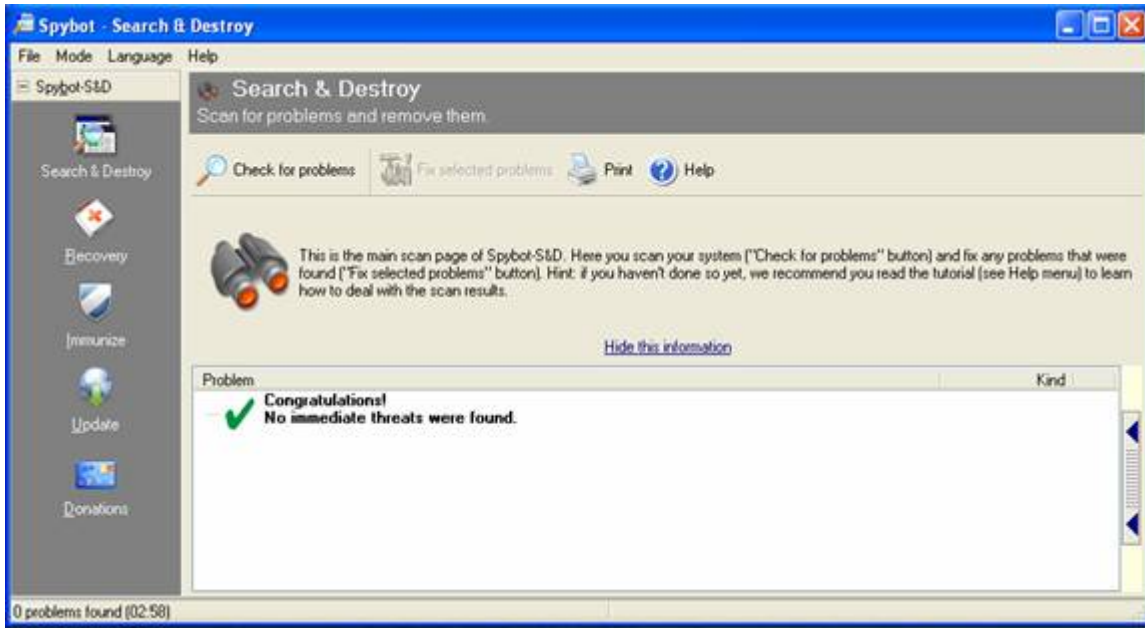 Spybot - Search & Destroy
File Mode Language Help
Spybot-S&D
Search & Destroy
Recovery
Immunize
Update
Donations
Search & Destroy
Scan for problems and remove them.
Check for problems Fix selected problems Print Help
This is the main scan page of Spybot-S&D. Here you scan your system ("Check for problems" button) and fix any problems that were
found ("Fix selected problems" button). Hint: if you haven't done so yet, we recommend you read the tutorial (see Help menu) to learn
how to deal with the scan results.
Hide this information
Problem Kind
Congratulations!
No immediate threats were found.
0 problems found (02:58)